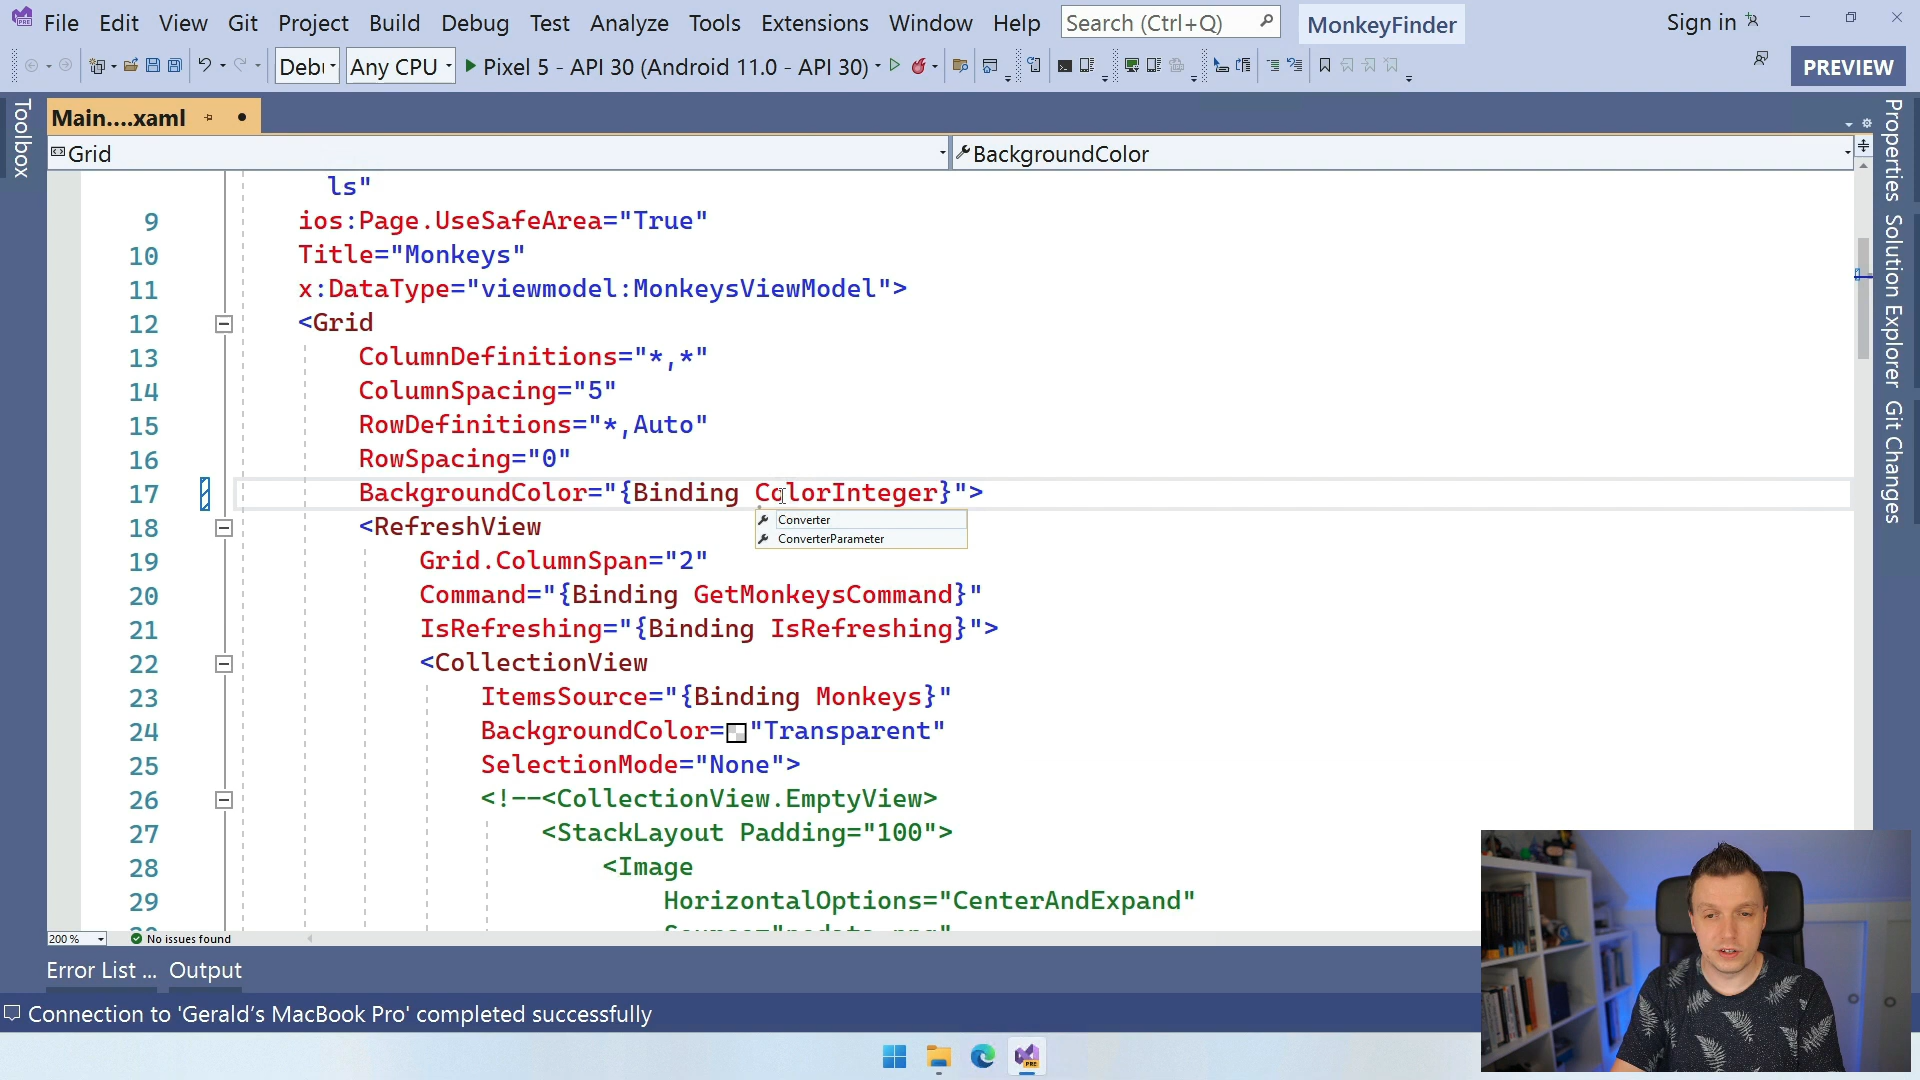 File Edit View Git Project Build Debug Test Analyze Tools Extensions Window Help Search (Ctrl+Q) MonkeyFinder Sign in
Any CPU Pixel 5 - API 30 (Android 11.0 - API 30) PREVIEW
Toolbox
Main....xaml
Grid BackgroundColor
Properties
Solution Explorer
Git Changes
ls"
9 ios:Page.UseSafeArea="True"
10 Title="Monkeys"
11 x:DataType="viewmodel:MonkeysViewModel">
12 <Grid
13 ColumnDefinitions="*,*"
14 ColumnSpacing="5"
15 RowDefinitions="*,Auto"
16 RowSpacing="0"
17 BackgroundColor="{Binding ColorInteger}">
Converter
ConverterParameter
18 <RefreshView
19 Grid.ColumnSpan="2"
20 Command="{Binding GetMonkeysCommand}"
21 IsRefreshing="{Binding IsRefreshing}">
22 <CollectionView
23 ItemsSource="{Binding Monkeys}"
24 BackgroundColor="Transparent"
25 SelectionMode="None">
26 <!--<CollectionView.EmptyView>
27 <StackLayout Padding="100">
28 <Image
29 HorizontalOptions="CenterAndExpand"
200 % No issues found
Error List ... Output
Connection to 'Gerald's MacBook Pro' completed successfully